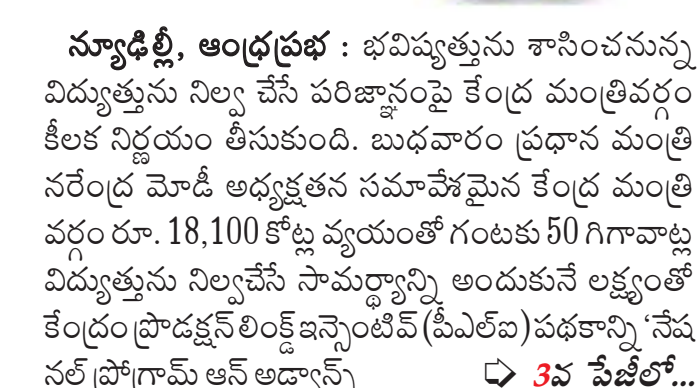 న్యూఢిల్లీ, ఆంధ్రప్రభ : భవిష్యత్తును శాసించనున్న
విద్యుత్తును నిల్వ చేసే పరిజ్ఞానంపై కేంద్ర మంత్రివర్గం
కీలక నిర్ణయం తీసుకుంది. బుధవారం ప్రధాన మంత్రి
నరేంద్ర మోడీ అధ్యక్షతన సమావేశమైన కేంద్ర మంత్రి
వర్గం రూ. 18,100 కోట్ల వ్యయంతో గంటకు 50 గిగావాట్ల
విద్యుత్తును నిల్వచేసే సామర్థ్యాన్ని అందుకునే లక్ష్యంతో
కేంద్రం ప్రొడక్షన్ లింక్డ్ ఇన్సెంటివ్ (పీఎల్ఐ) పథకాన్ని ‘నేష
నల్ ప్రోగ్రామ్ ఆన్ అడ్వాన్స్ ➩ 3వ పేజీలో...